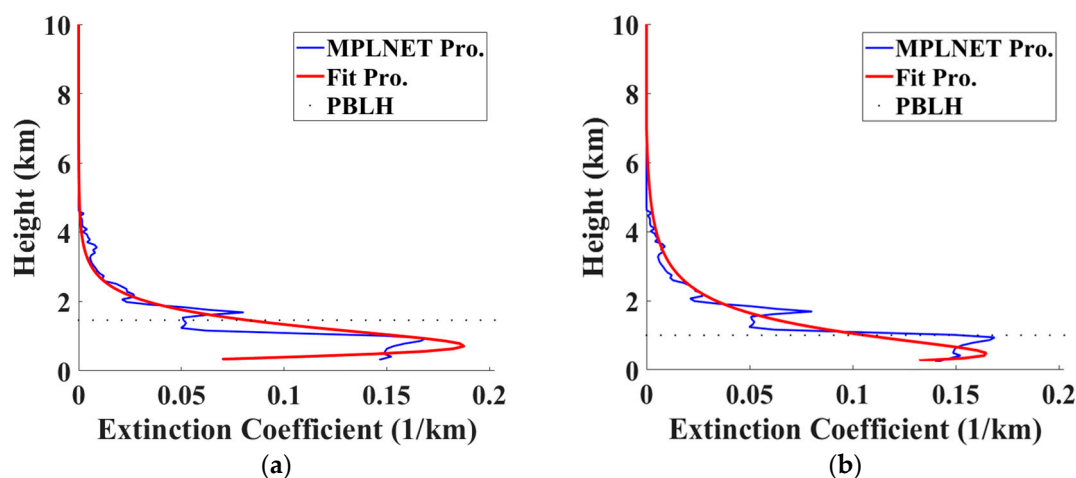 10
MPLNET Pro.
Fit Pro.
PBLH
8
6
4
2
0
Height (km)
0 0.05 0.1 0.15 0.2
Extinction Coefficient (1/km)
(a)
10
MPLNET Pro.
Fit Pro.
PBLH
8
6
4
2
0
Height (km)
0 0.05 0.1 0.15 0.2
Extinction Coefficient (1/km)
(b)